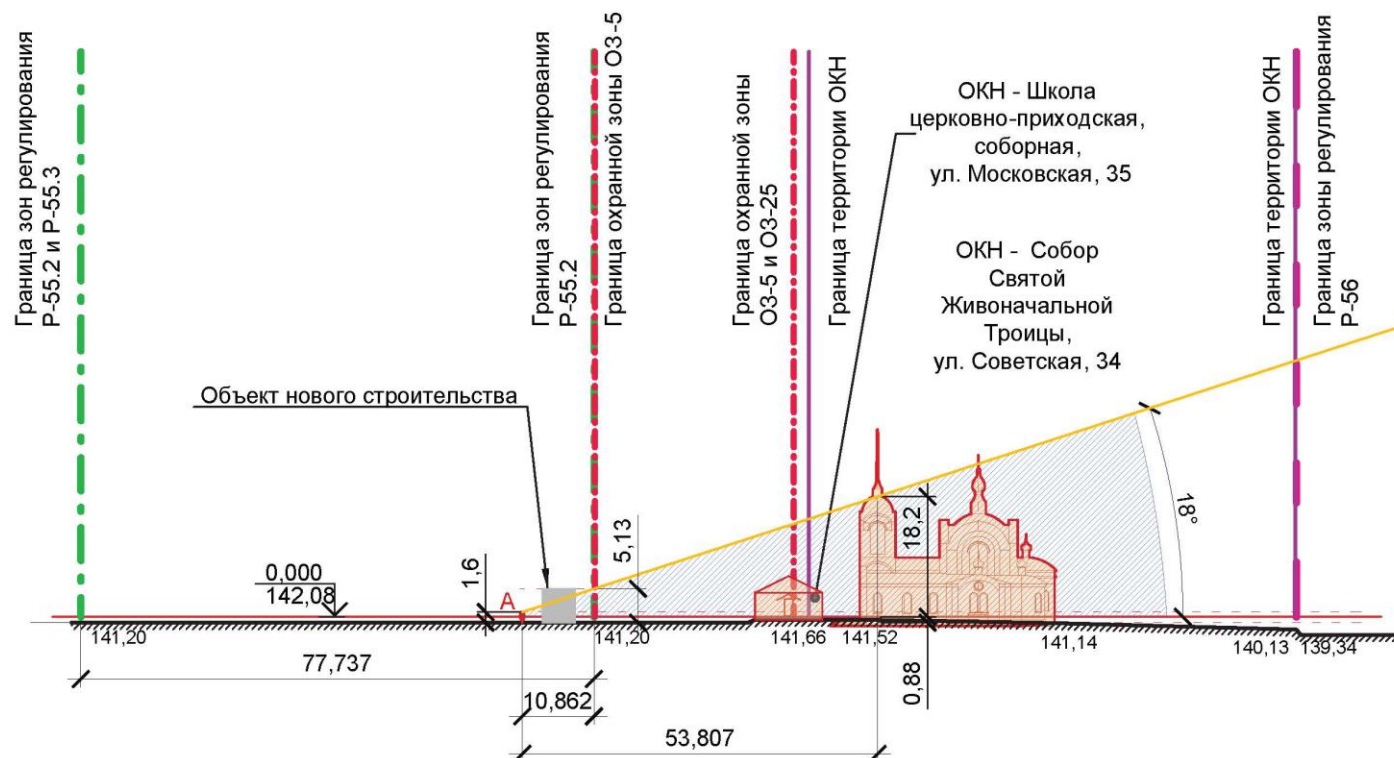 Граница зон регулирования
Р-55.2 и Р-55.3
Граница зон регулирования
Р-55.2
Граница охранной зоны ОЗ-5
Граница охранной зоны
ОЗ-5 и ОЗ-25
Граница территории ОКН
ОКН - Школа
церковно-приходская,
соборная,
ул. Московская, 35
ОКН - Собор
Святой
Живоначальной
Троицы,
ул. Советская, 34
Граница территории ОКН
Граница зоны регулирования
Р-56
Объект нового строительства
0,000
142,08
1,6
А
5,13
18,2
18°
141,20
141,20
141,66
141,52
141,14
140,13
139,34
77,737
10,862
0,88
53,807